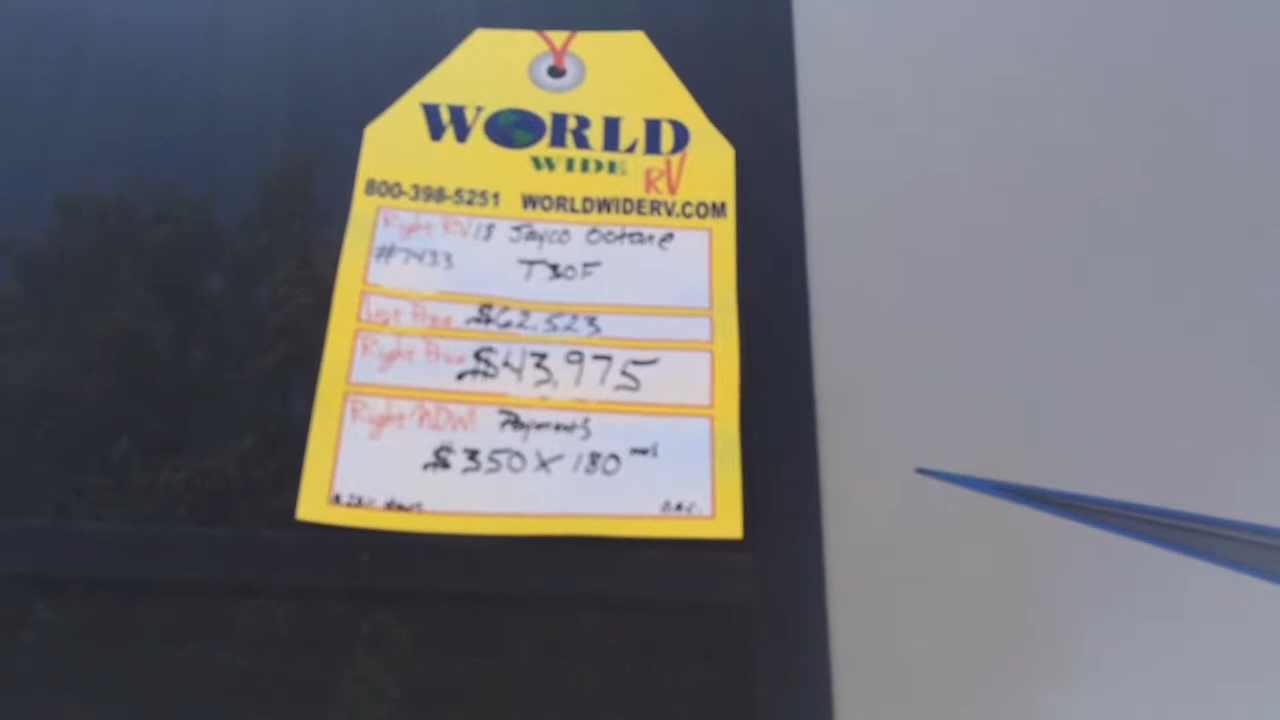 WORLD
WIDE RV
800-398-5251 WORLDWIDERV.COM
Right RV 18 Jayco Octane
#7433 T30F
List Price $62,523
Right Price $43,975
Right NOW! Payments
$350 X 180 mos
O.A.C.